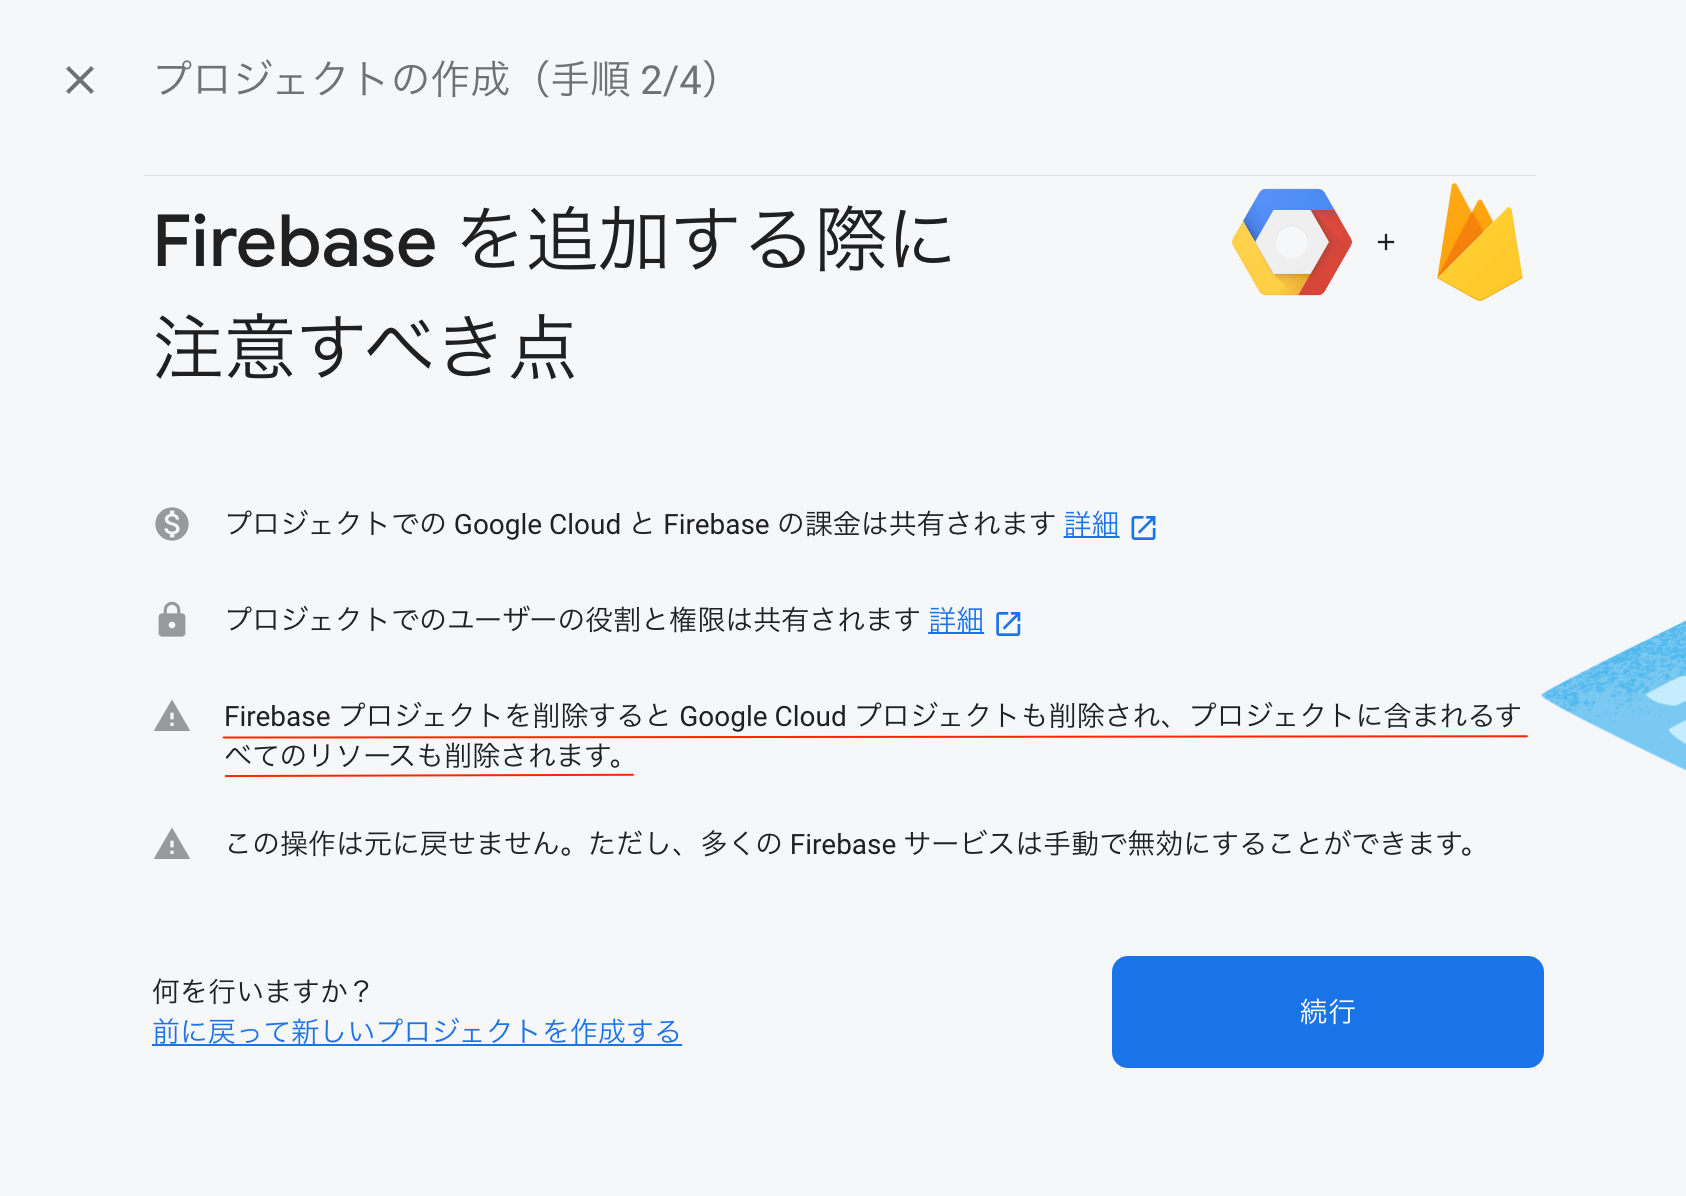 プロジェクトの作成（手順 2/4）
Firebase を追加する際に
注意すべき点
プロジェクトでの Google Cloud と Firebase の課金は共有されます 詳細
プロジェクトでのユーザーの役割と権限は共有されます 詳細
Firebase プロジェクトを削除すると Google Cloud プロジェクトも削除され、プロジェクトに含まれるす
べてのリソースも削除されます。
この操作は元に戻せません。ただし、多くの Firebase サービスは手動で無効にすることができます。
何を行いますか？
前に戻って新しいプロジェクトを作成する
続行